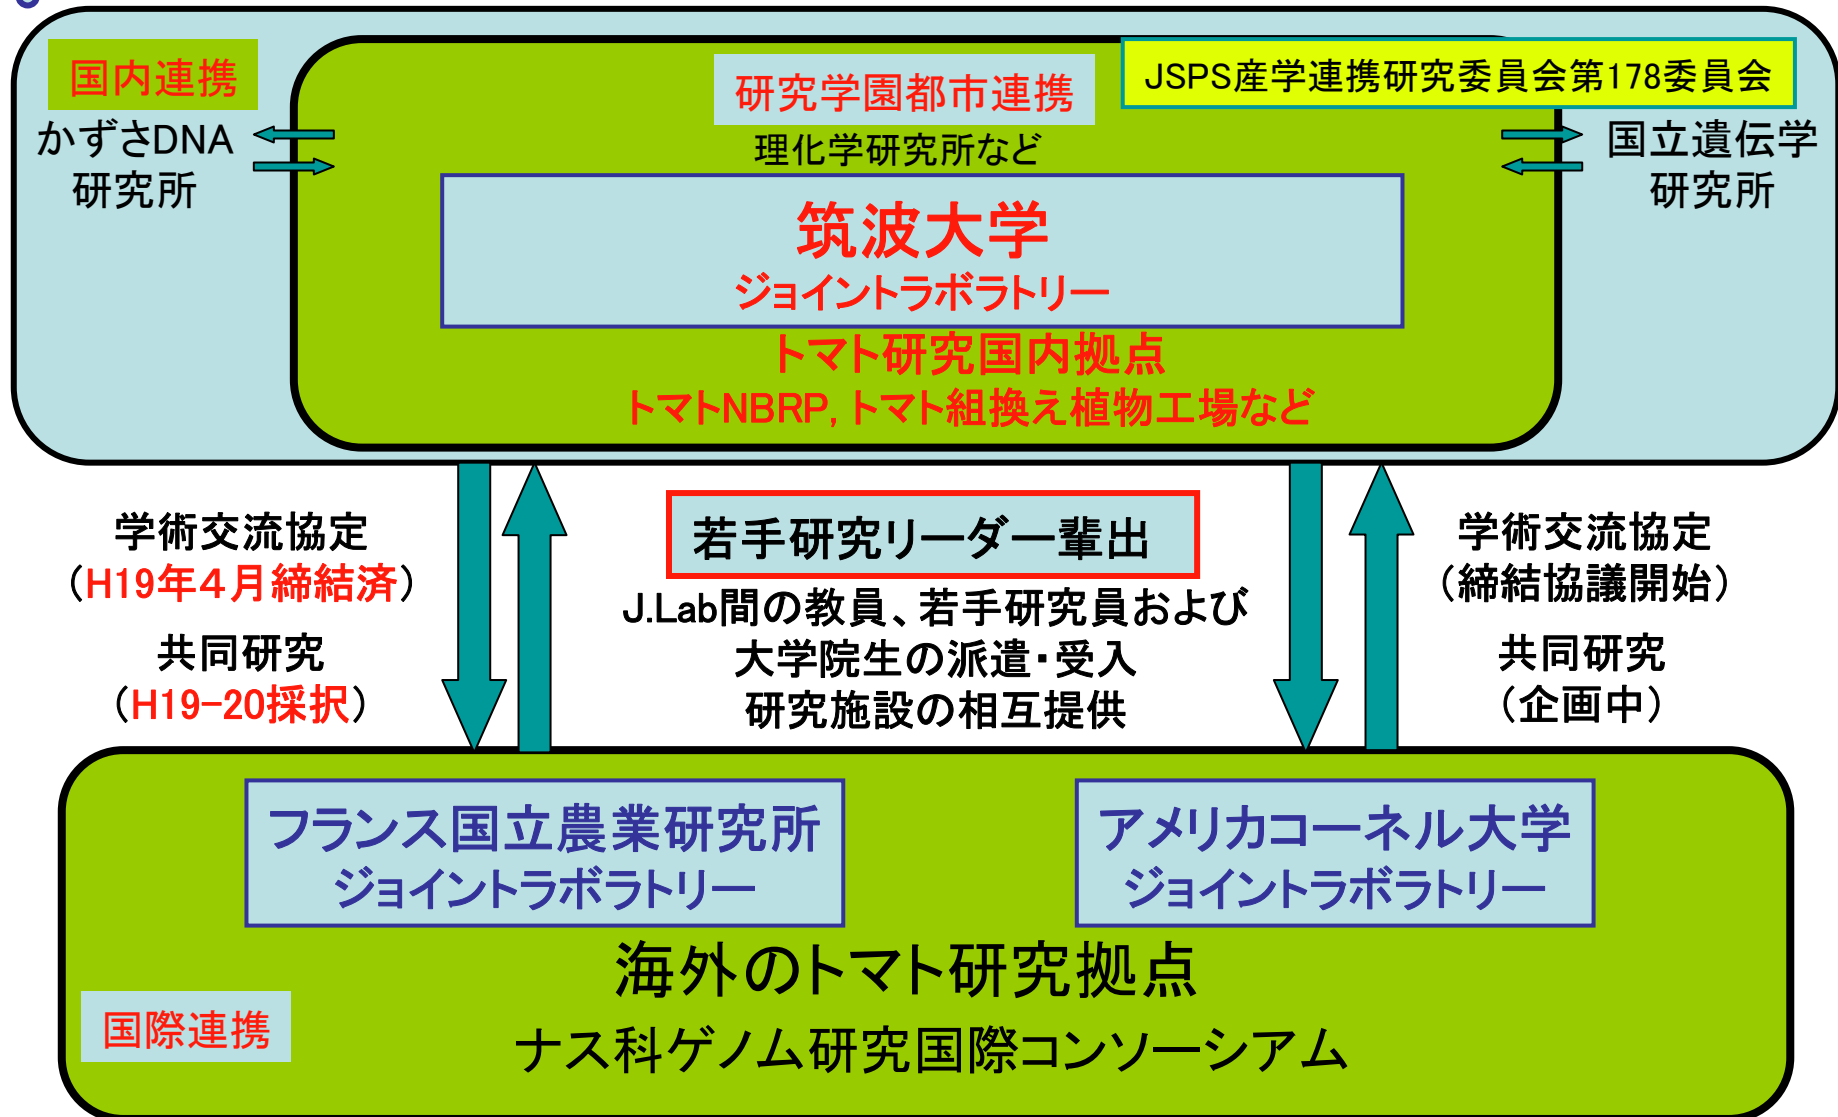 国内連携
かずさDNA
研究所
研究学園都市連携
理化学研究所など
JSPS産学連携研究委員会第178委員会
国立遺伝学
研究所
筑波大学
ジョイントラボラトリー
トマト研究国内拠点
トマトNBRP, トマト組換え植物工場など
学術交流協定
（H19年４月締結済）
共同研究
（H19-20採択）
若手研究リーダー輩出
J.Lab間の教員、若手研究員および
大学院生の派遣・受入
研究施設の相互提供
学術交流協定
（締結協議開始）
共同研究
（企画中）
フランス国立農業研究所
ジョイントラボラトリー
アメリカコーネル大学
ジョイントラボラトリー
海外のトマト研究拠点
国際連携
ナス科ゲノム研究国際コンソーシアム